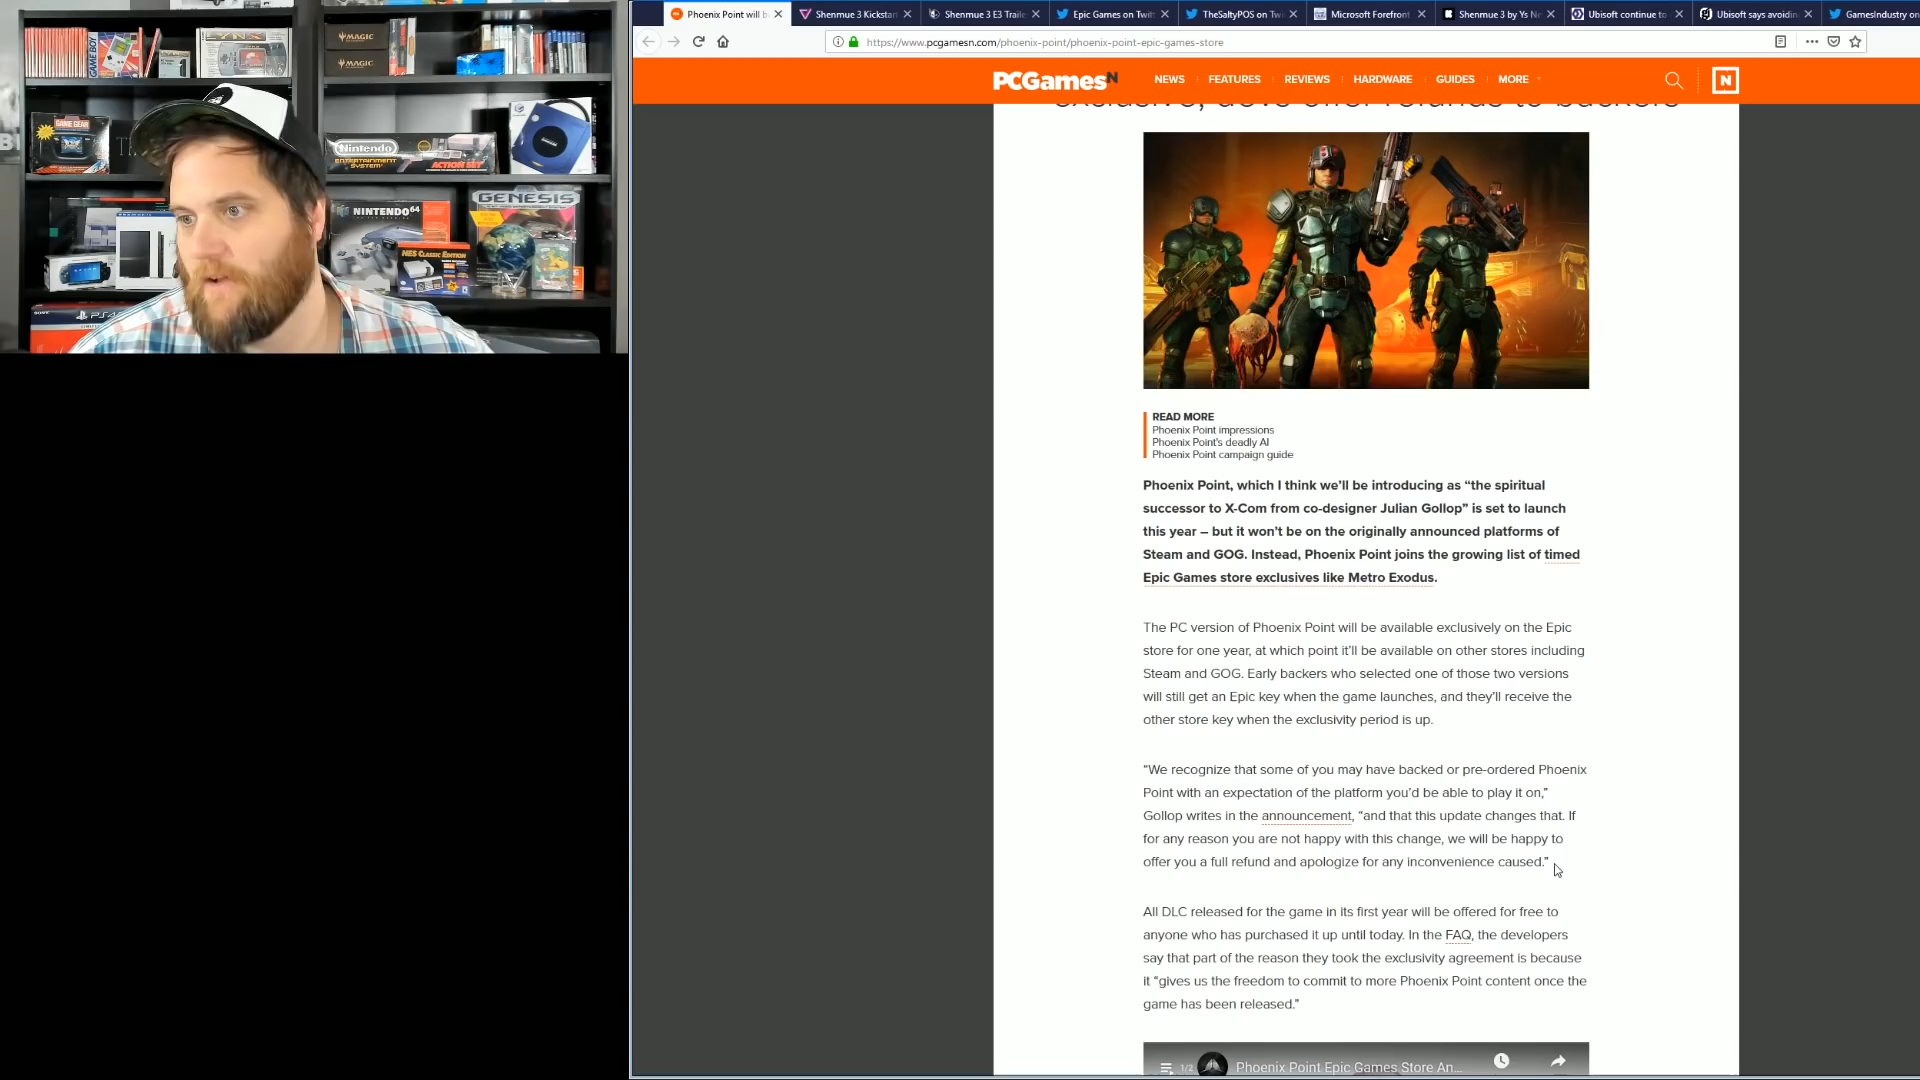 Phoenix Point will b
Shenmue 3 Kickstar
Shenmue 3 E3 Traile
Epic Games on Twit
TheSaltyPOS on Tw
Microsoft Forefront
Shenmue 3 by Ys Ne
Ubisoft continue to
Ubisoft says avoidin
GamesIndustry on
https://www.pcgamesn.com/phoenix-point/phoenix-point-epic-games-store
PCGamesN
NEWS
FEATURES
REVIEWS
HARDWARE
GUIDES
MORE
N
exclusive, devs offer refunds to backers
READ MORE
Phoenix Point impressions
Phoenix Point's deadly AI
Phoenix Point campaign guide
Phoenix Point, which I think we’ll be introducing as “the spiritual
successor to X-Com from co-designer Julian Gollop” is set to launch
this year – but it won’t be on the originally announced platforms of
Steam and GOG. Instead, Phoenix Point joins the growing list of timed
Epic Games store exclusives like Metro Exodus.
The PC version of Phoenix Point will be available exclusively on the Epic
store for one year, at which point it’ll be available on other stores including
Steam and GOG. Early backers who selected one of those two versions
will still get an Epic key when the game launches, and they’ll receive the
other store key when the exclusivity period is up.
“We recognize that some of you may have backed or pre-ordered Phoenix
Point with an expectation of the platform you’d be able to play it on,”
Gollop writes in the announcement, “and that this update changes that. If
for any reason you are not happy with this change, we will be happy to
offer you a full refund and apologize for any inconvenience caused.”
All DLC released for the game in its first year will be offered for free to
anyone who has purchased it up until today. In the FAQ, the developers
say that part of the reason they took the exclusivity agreement is because
it “gives us the freedom to commit to more Phoenix Point content once the
game has been released.”
1/2
Phoenix Point Epic Games Store An...
GAME BOY
LYNX
MAGIC
MAGIC
GAME GEAR
Nintendo
ENTERTAINMENT
SYSTEM
ACTION SET
GENESIS
NINTENDO 64
NES CLASSIC EDITION
SONY
PS4